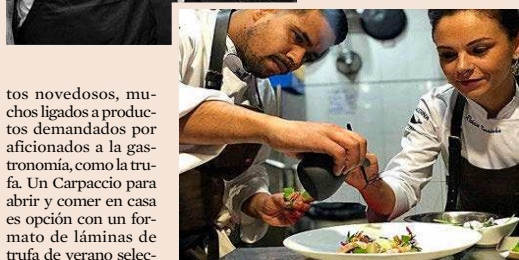 tos novedosos, mu-
chos ligados a produc-
tos demandados por
aficionados a la gas-
tronomía, como la tru-
fa. Un Carpaccio para
abrir y comer en casa
es opción con un for-
mato de láminas de
trufa de verano selec-